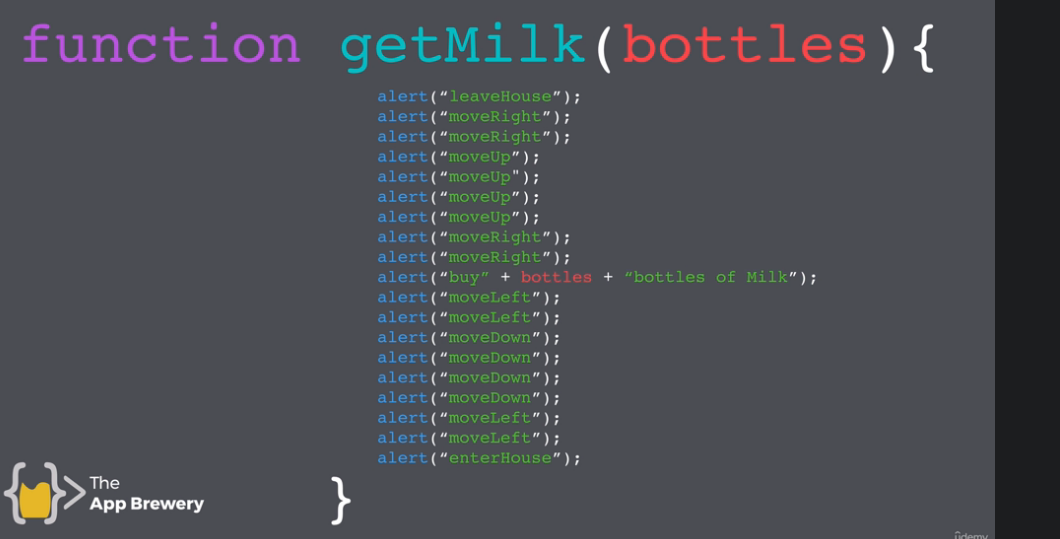 function getMilk(bottles){
alert(“leaveHouse”);
alert(“moveRight”);
alert(“moveRight”);
alert(“moveUp”);
alert(“moveUp");
alert(“moveUp”);
alert(“moveUp”);
alert(“moveRight”);
alert(“moveRight”);
alert(“buy” + bottles + “bottles of Milk”);
alert(“moveLeft”);
alert(“moveLeft”);
alert(“moveDown”);
alert(“moveDown”);
alert(“moveDown”);
alert(“moveDown”);
alert(“moveLeft”);
alert(“moveLeft”);
alert(“enterHouse”);
}
The
App Brewery
ûdemy